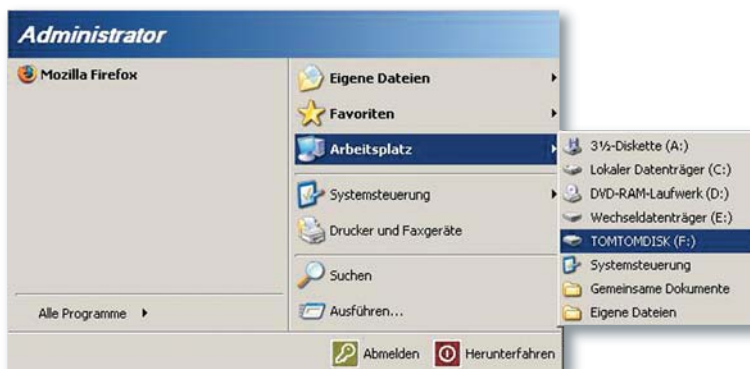 Administrator
Mozilla Firefox
Alle Programme
Eigene Dateien
Favoriten
Arbeitsplatz
Systemsteuerung
Drucker und Faxgeräte
Suchen
Ausführen...
3½-Diskette (A:)
Lokaler Datenträger (C:)
DVD-RAM-Laufwerk (D:)
Wechseldatenträger (E:)
TOMTOMDISK (F:)
Systemsteuerung
Gemeinsame Dokumente
Eigene Dateien
Abmelden
Herunterfahren